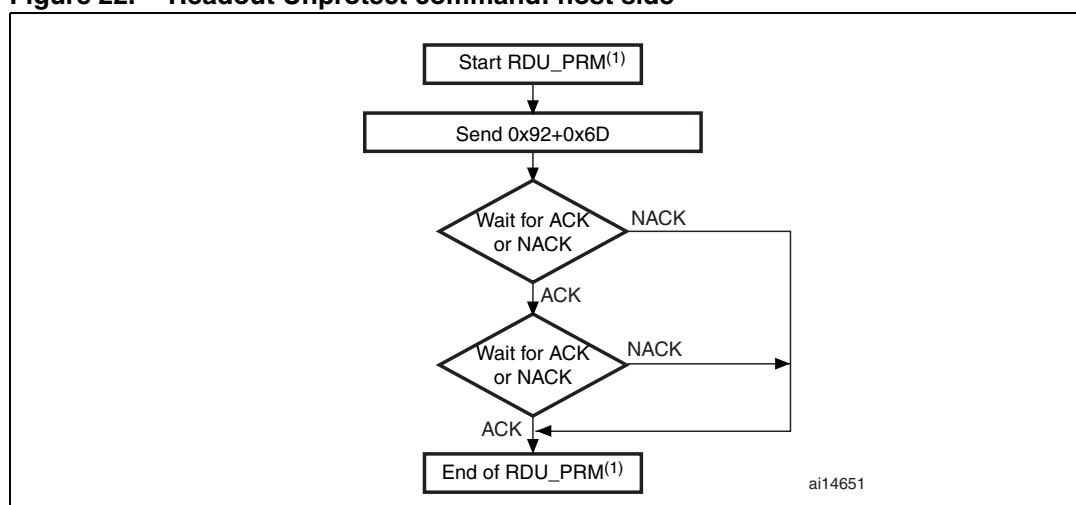 Figure 22. Readout Unprotect command: host side
Start RDU_PRM(1)
Send 0x92+0x6D
Wait for ACK
or NACK
NACK
ACK
Wait for ACK
or NACK
NACK
ACK
End of RDU_PRM(1)
ai14651